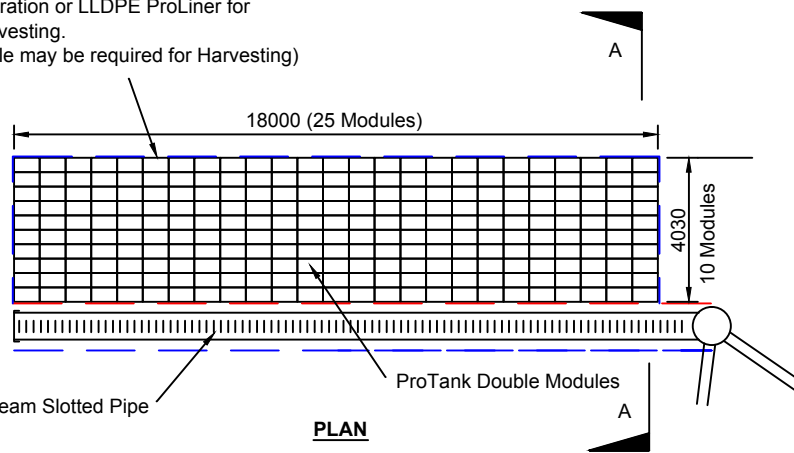 ration or LLDPE ProLiner for
vesting.
le may be required for Harvesting)
A
18000 (25 Modules)
4030
10 Modules
ProTank Double Modules
eam Slotted Pipe
A
PLAN